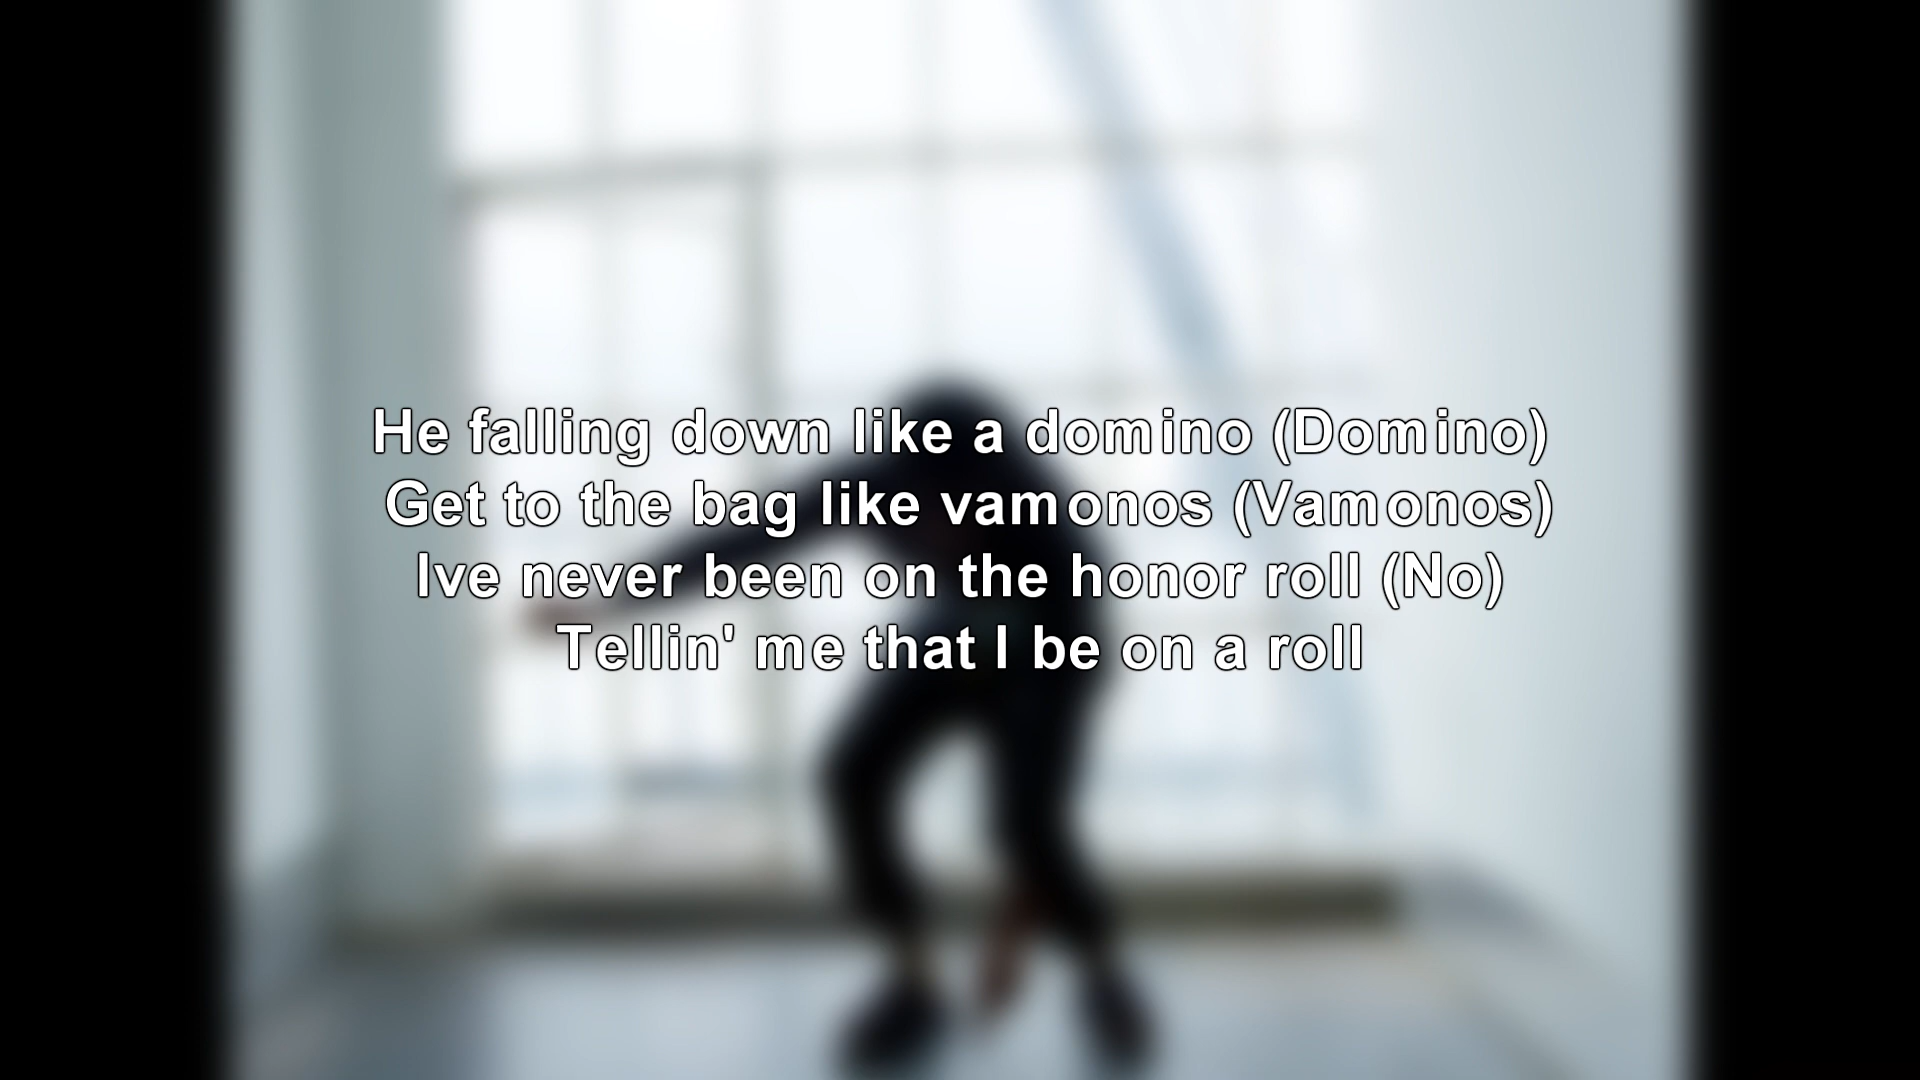 He falling down like a domino (Domino)
Get to the bag like vamonos (Vamonos)
Ive never been on the honor roll (No)
Tellin' me that I be on a roll